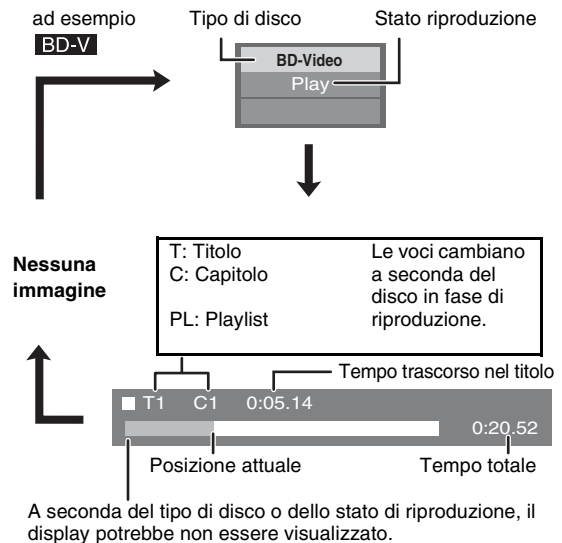 ad esempio
BD-V
Tipo di disco
Stato riproduzione
BD-Video
Play
Nessuna
immagine
T: Titolo
C: Capitolo
PL: Playlist
Le voci cambiano
a seconda del
disco in fase di
riproduzione.
Tempo trascorso nel titolo
T1 C1 0:05.14
0:20.52
Posizione attuale
Tempo totale
A seconda del tipo di disco o dello stato di riproduzione, il
display potrebbe non essere visualizzato.